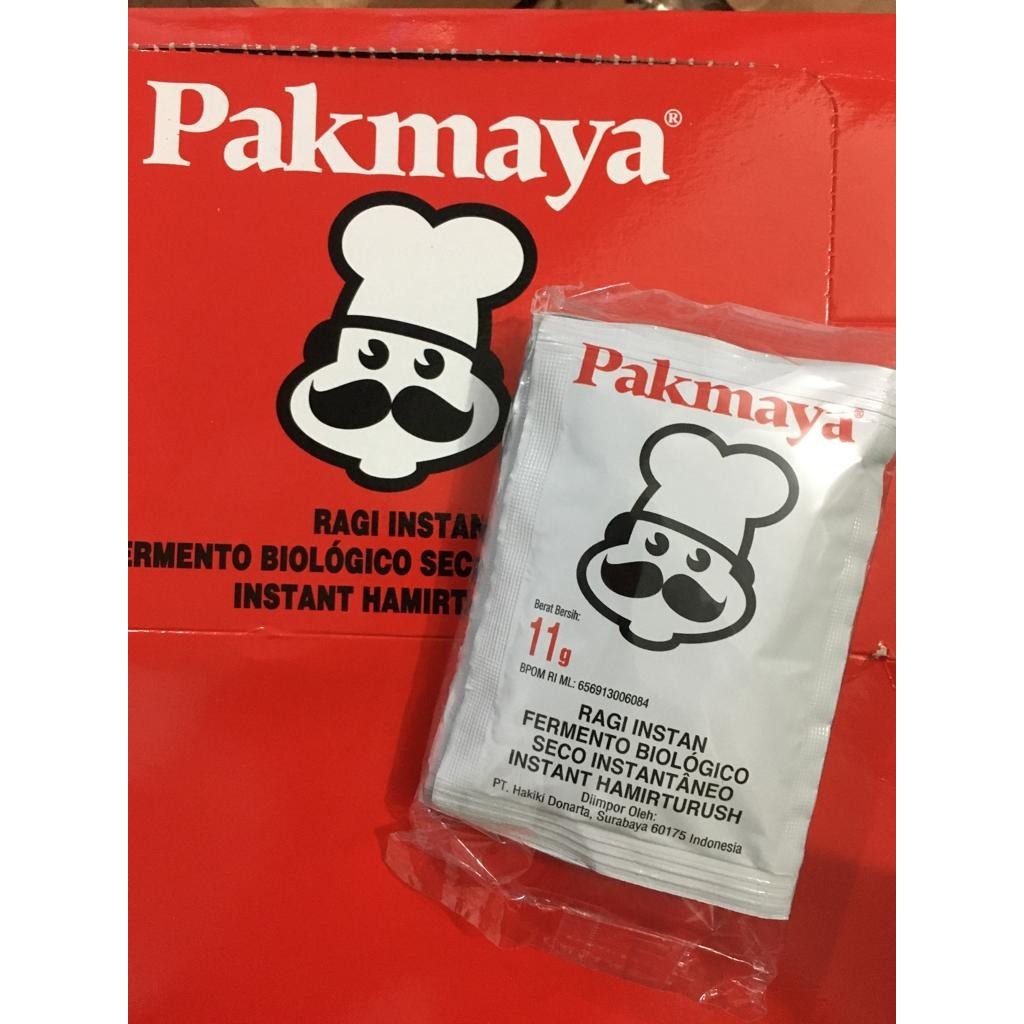 Pakmaya®
RAGI INSTAN
FERMENTO BIOLÓGICO SEC
INSTANT HAMIRT
Pakmaya®
Berat Bersih:
11g
BPOM RI ML: 656913006084
RAGI INSTAN
FERMENTO BIOLÓGICO
SECO INSTANTÂNEO
INSTANT HAMIRTURUSH
Diimpor Oleh:
PT. Hakiki Donarta, Surabaya 60175 Indonesia